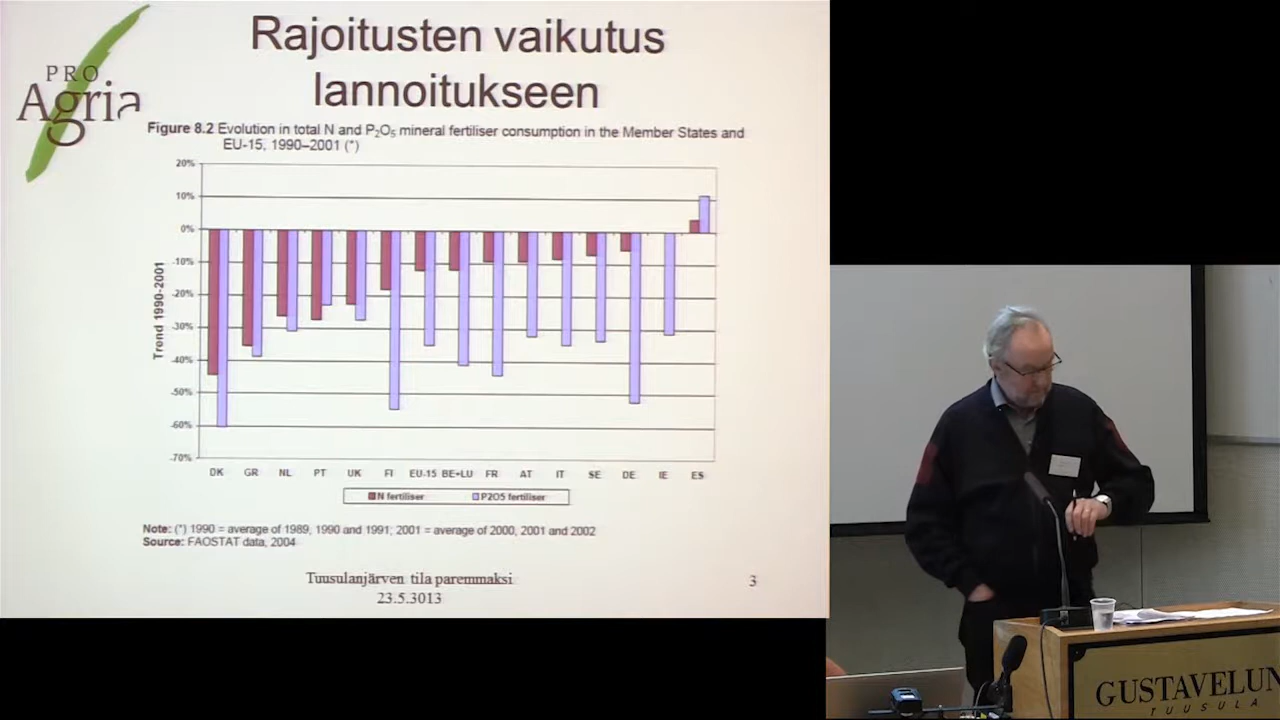 PRO
Agria
Rajoitusten vaikutus
lannoitukseen
Figure 8.2 Evolution in total N and P2O5 mineral fertiliser consumption in the Member States and
EU-15, 1990–2001 (*)
20%
10%
0%
-10%
-20%
-30%
-40%
-50%
-60%
-70%
Trend 1990-2001
DK GR NL PT UK FI EU-15 BE+LU FR AT IT SE DE IE ES
N fertiliser P2O5 fertiliser
Note: (*) 1990 = average of 1989, 1990 and 1991; 2001 = average of 2000, 2001 and 2002
Source: FAOSTAT data, 2004
Tuusulanjärven tila paremmaksi
23.5.3013
3
GUSTAVELUN
TUUSULA